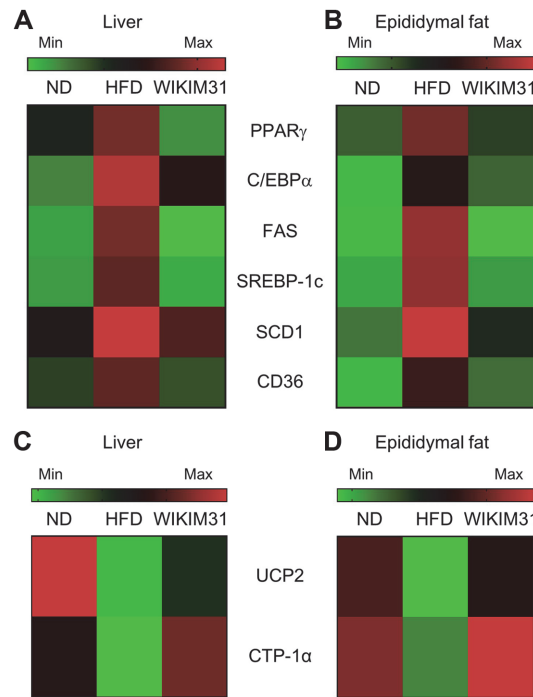 A Liver
Min Max
ND HFD WIKIM31
B Epididymal fat
Min Max
ND HFD WIKIM31
PPARγ
C/EBPα
FAS
SREBP-1c
SCD1
CD36
C Liver
Min Max
ND HFD WIKIM31
D Epididymal fat
Min Max
ND HFD WIKIM31
UCP2
CTP-1α